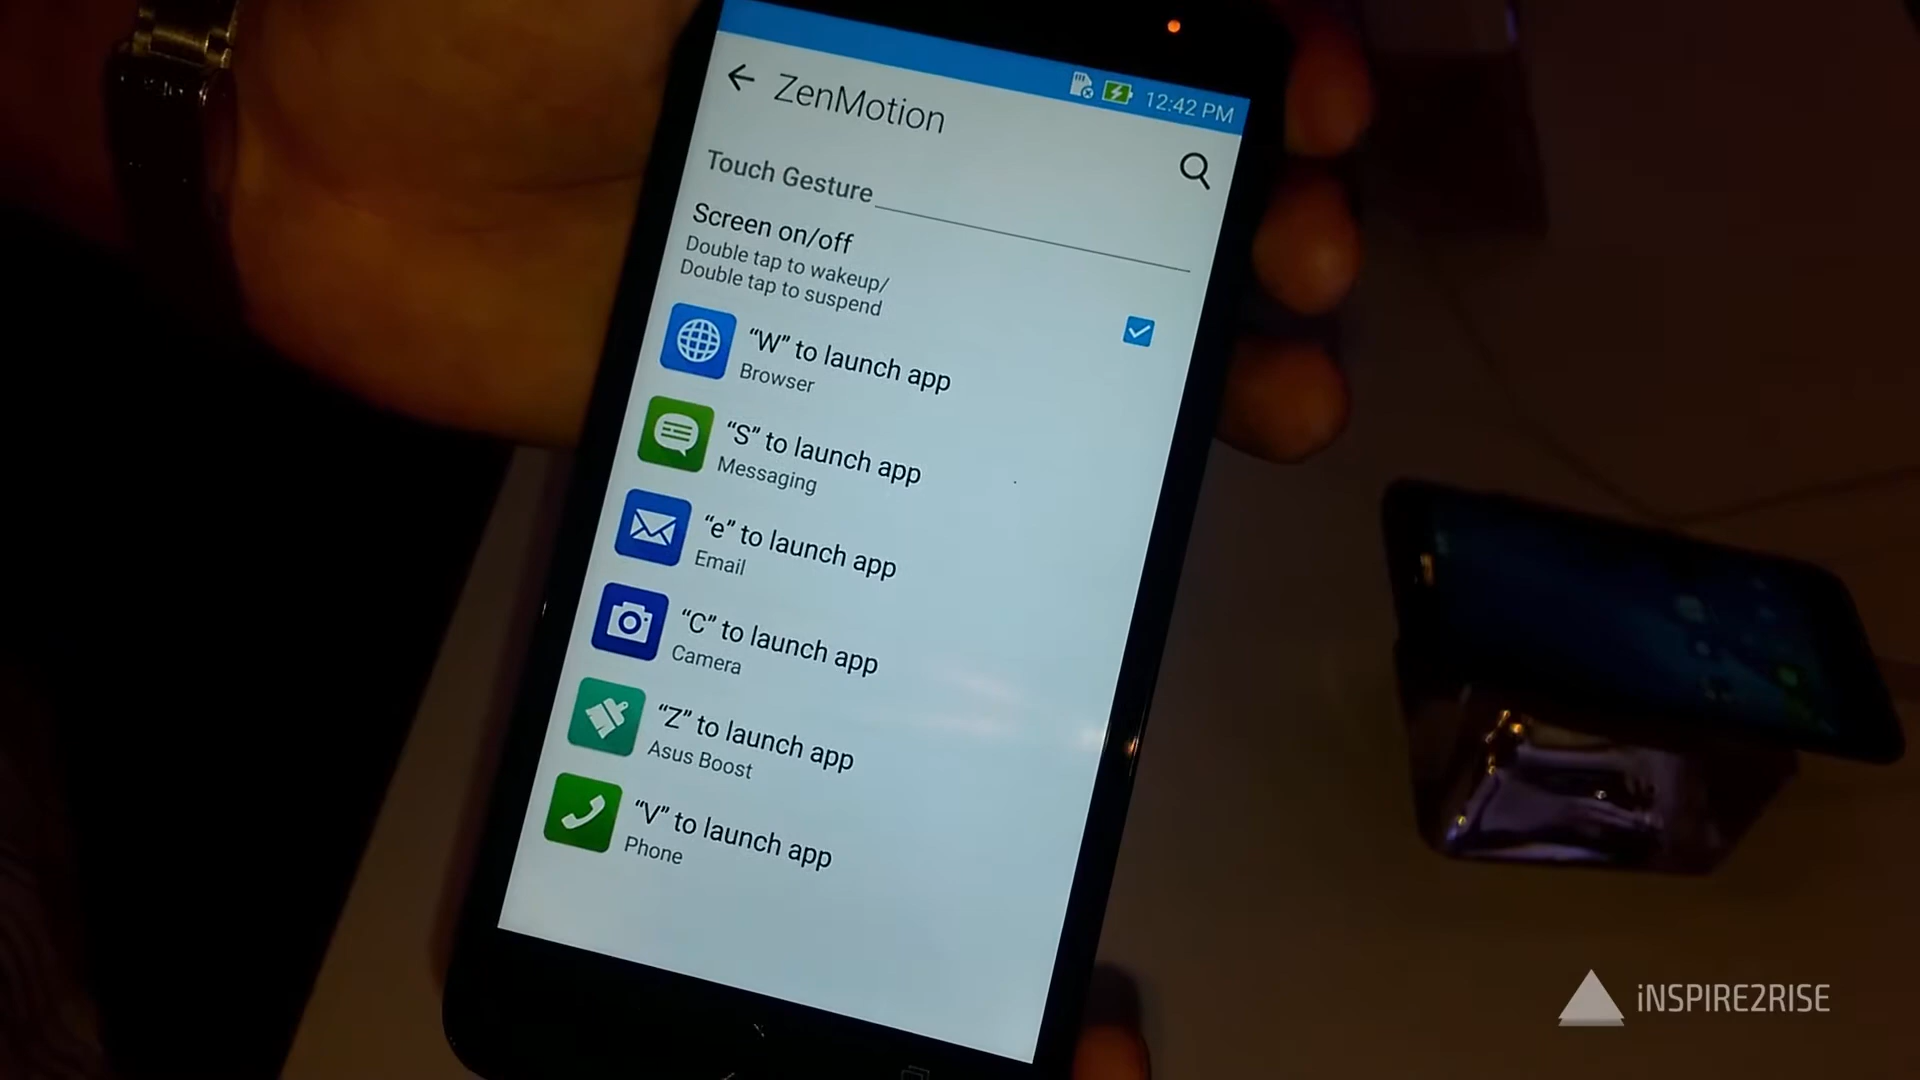 12:42 PM
ZenMotion
Touch Gesture
Screen on/off
Double tap to wakeup/
Double tap to suspend
“W” to launch app
Browser
“S” to launch app
Messaging
“e” to launch app
Email
“C” to launch app
Camera
“Z” to launch app
Asus Boost
“V” to launch app
Phone
iNSPIRE2RISE